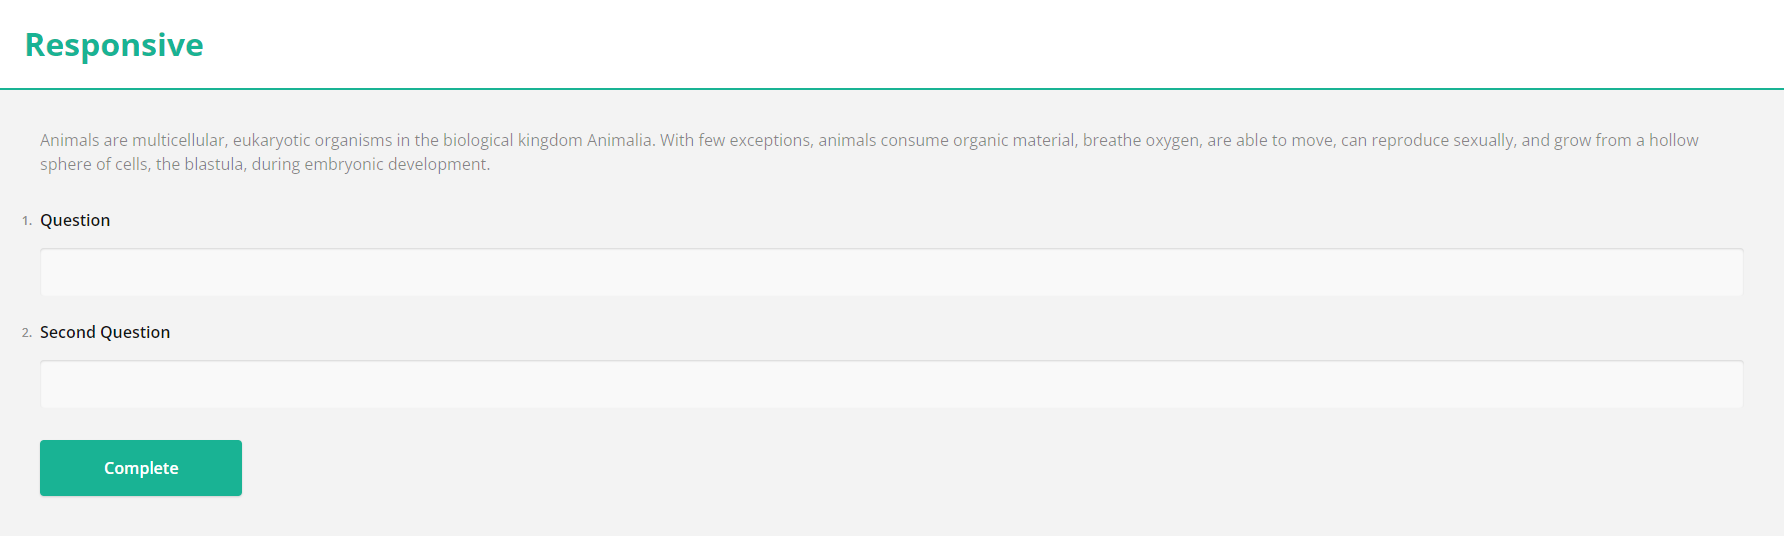 Responsive
Animals are multicellular, eukaryotic organisms in the biological kingdom Animalia. With few exceptions, animals consume organic material, breathe oxygen, are able to move, can reproduce sexually, and grow from a hollow
sphere of cells, the blastula, during embryonic development.
1. Question
2. Second Question
Complete